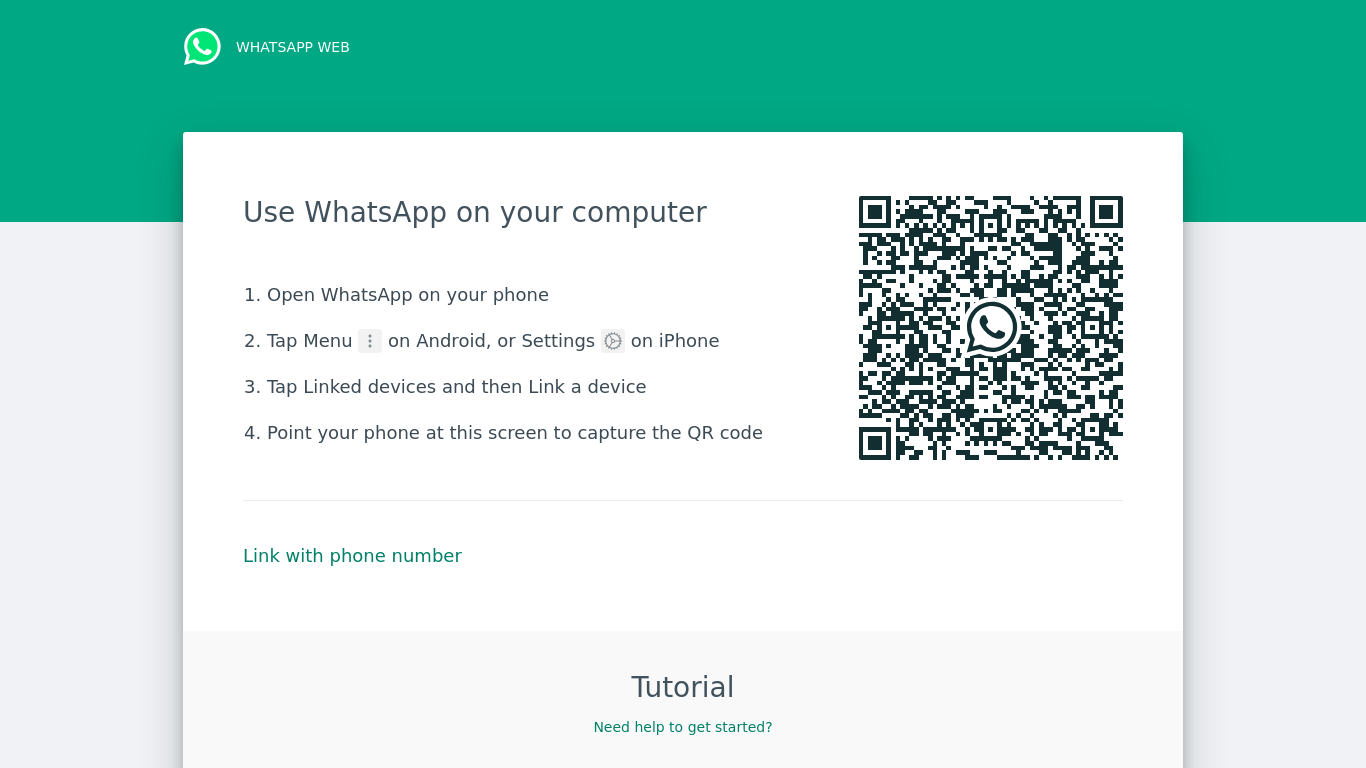 WHATSAPP WEB
Use WhatsApp on your computer
1. Open WhatsApp on your phone
2. Tap Menu on Android, or Settings on iPhone
3. Tap Linked devices and then Link a device
4. Point your phone at this screen to capture the QR code
Link with phone number
Tutorial
Need help to get started?